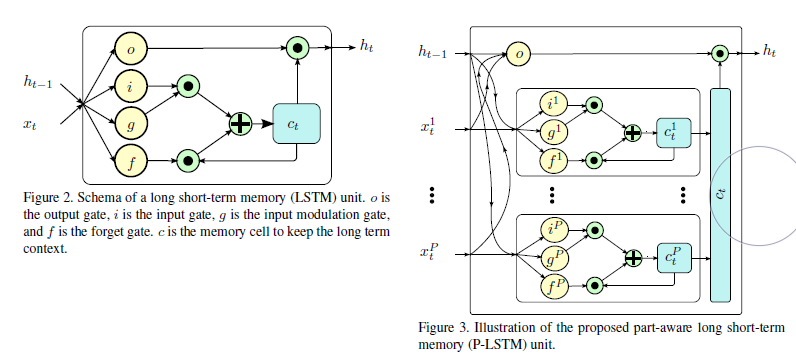 h_{t-1}
x_t
o
i
g
f
c_t
h_t
Figure 2. Schema of a long short-term memory (LSTM) unit. o is
the output gate, i is the input gate, g is the input modulation gate,
and f is the forget gate. c is the memory cell to keep the long term
context.
h_{t-1}
o
h_t
x_t^1
i^1
g^1
f^1
c_t^1
c_t
x_t^P
i^P
g^P
f^P
c_t^P
Figure 3. Illustration of the proposed part-aware long short-term
memory (P-LSTM) unit.